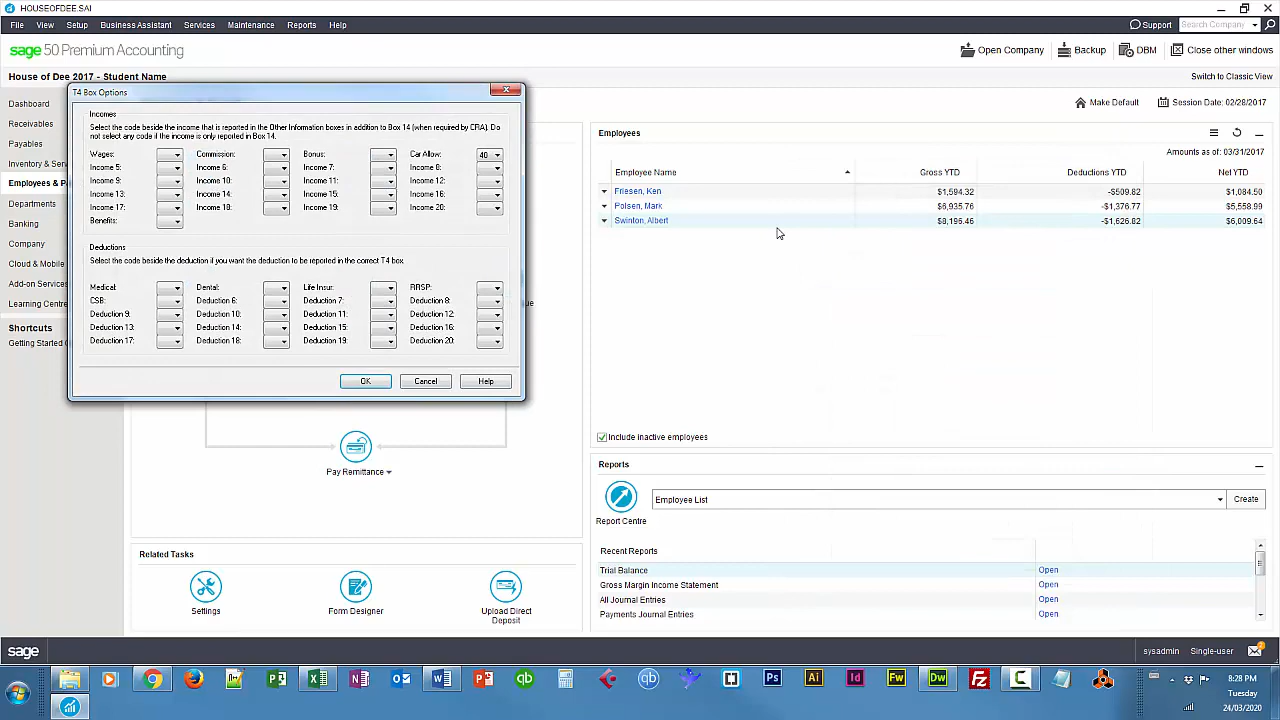 HOUSEOFDEE.SAI
File View Setup Business Assistant Services Maintenance Reports Help
Support
Search Company
sage 50 Premium Accounting
Open Company Backup DBM Close other windows
House of Dee 2017 - Student Name
Switch to Classic View
Make Default Session Date: 02/28/2017
Dashboard
Receivables
Payables
Inventory & Serv
Employees & Pa
Departments
Banking
Company
Cloud & Mobile
Add-on Services
Learning Centre
Shortcuts
Getting Started
T4 Box Options
Incomes
Select the code beside the income that is reported in the Other Information boxes in addition to Box 14 (when required by CRA). Do
not select any code if the income is only reported in Box 14.
Wages: Commission: Bonus: Car Allow: 40
Income 5: Income 6: Income 7: Income 8:
Income 9: Income 10: Income 11: Income 12:
Income 13: Income 14: Income 15: Income 16:
Income 17: Income 18: Income 19: Income 20:
Benefits:
Deductions
Select the code beside the deduction if you want the deduction to be reported in the correct T4 box.
Medical: Dental: Life Insur: RRSP:
CSB: Deduction 6: Deduction 7: Deduction 8:
Deduction 9: Deduction 10: Deduction 11: Deduction 12:
Deduction 13: Deduction 14: Deduction 15: Deduction 16:
Deduction 17: Deduction 18: Deduction 19: Deduction 20:
OK Cancel Help
ue
Pay Remittance
Related Tasks
Settings
Form Designer
Upload Direct
Deposit
Employees
Amounts as of: 03/31/2017
Employee Name Gross YTD Deductions YTD Net YTD
Friesen, Ken $1,594.32 -$509.82 $1,084.50
Polsen, Mark $6,935.76 -$1,376.77 $5,558.99
Swinton, Albert $8,196.46 -$1,626.82 $6,009.64
Include inactive employees
Reports
Report Centre
Employee List
Create
Recent Reports
Trial Balance Open
Gross Margin Income Statement Open
All Journal Entries Open
Payments Journal Entries Open
sage
sysadmin Single-user
8:28 PM
Tuesday
24/03/2020